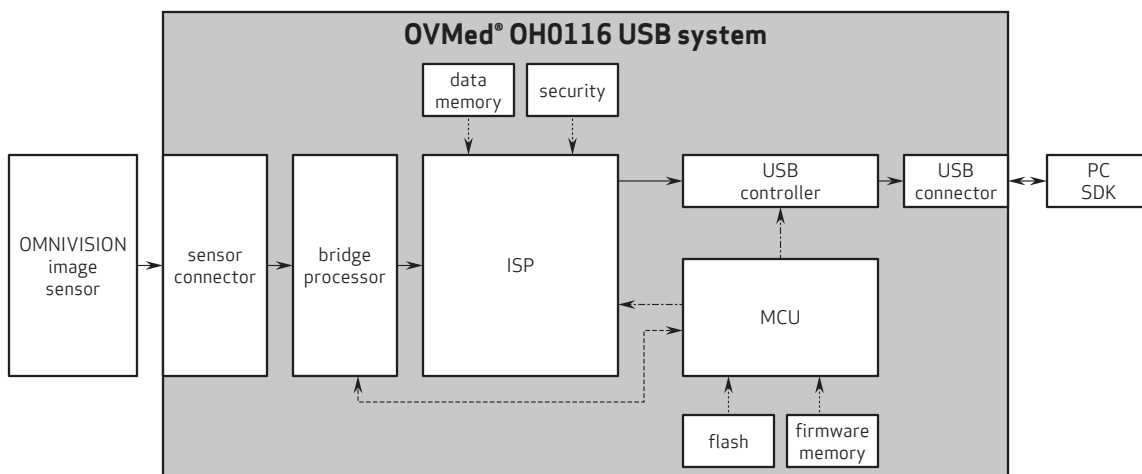 OVMed® OH0116 USB system
data
memory
security
OMNIVISION
image
sensor
sensor
connector
bridge
processor
ISP
USB
controller
USB
connector
PC
SDK
MCU
flash
firmware
memory